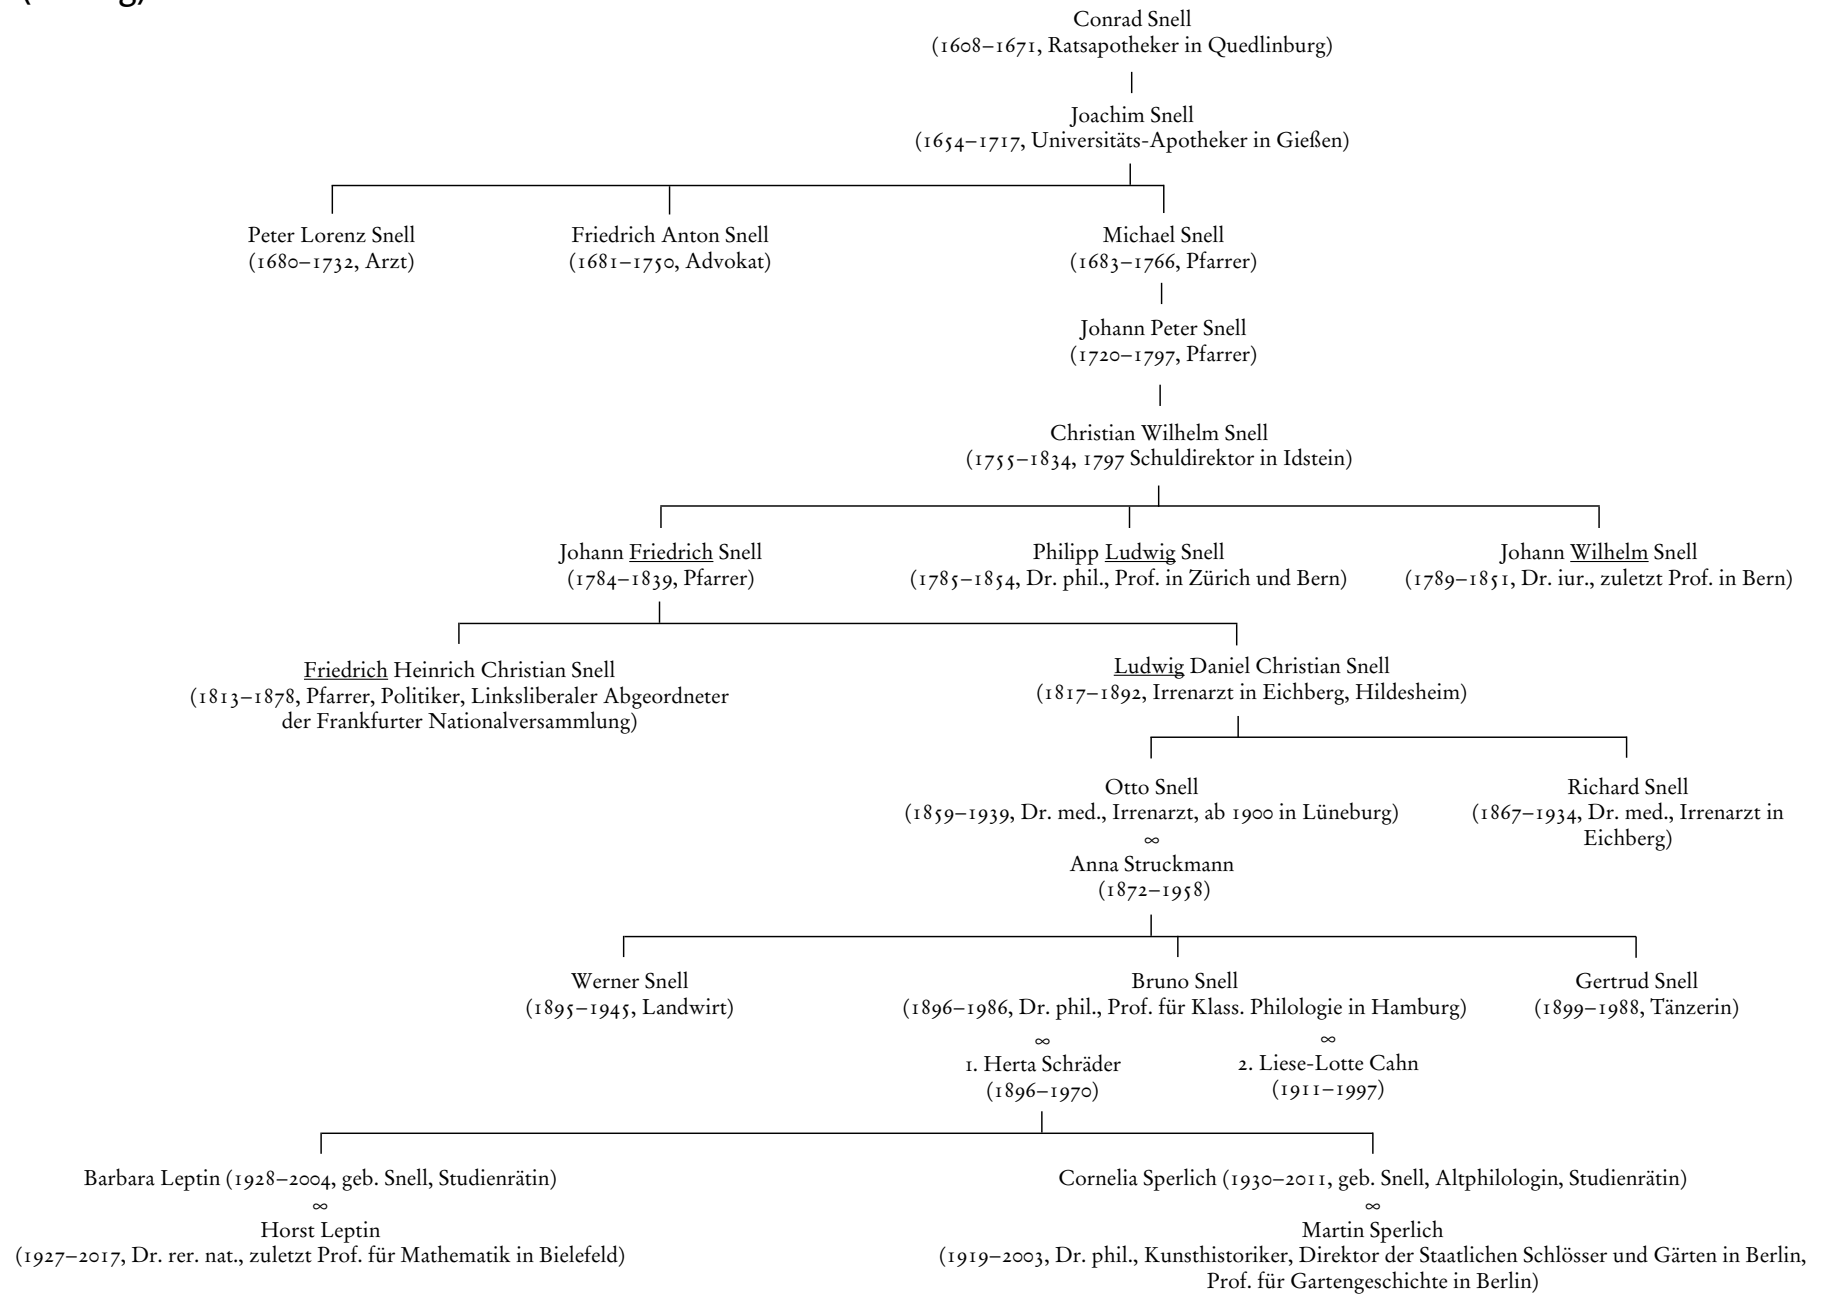 Conrad Snell
(1608–1671, Ratsapotheker in Quedlinburg)
Joachim Snell
(1654–1717, Universitäts-Apotheker in Gießen)
Peter Lorenz Snell
(1680–1732, Arzt)
Friedrich Anton Snell
(1681–1750, Advokat)
Michael Snell
(1683–1766, Pfarrer)
Johann Peter Snell
(1720–1797, Pfarrer)
Christian Wilhelm Snell
(1755–1834, 1797 Schuldirektor in Idstein)
Johann Friedrich Snell
(1784–1839, Pfarrer)
Philipp Ludwig Snell
(1785–1854, Dr. phil., Prof. in Zürich und Bern)
Johann Wilhelm Snell
(1789–1851, Dr. iur., zuletzt Prof. in Bern)
Friedrich Heinrich Christian Snell
(1813–1878, Pfarrer, Politiker, Linksliberaler Abgeordneter
der Frankfurter Nationalversammlung)
Ludwig Daniel Christian Snell
(1817–1892, Irrenarzt in Eichberg, Hildesheim)
Otto Snell
(1859–1939, Dr. med., Irrenarzt, ab 1900 in Lüneburg)
∞
Anna Struckmann
(1872–1958)
Richard Snell
(1867–1934, Dr. med., Irrenarzt in
Eichberg)
Werner Snell
(1895–1945, Landwirt)
Bruno Snell
(1896–1986, Dr. phil., Prof. für Klass. Philologie in Hamburg)
Gertrud Snell
(1899–1988, Tänzerin)
∞
1. Herta Schräder
(1896–1970)
∞
2. Liese-Lotte Cahn
(1911–1997)
Barbara Leptin (1928–2004, geb. Snell, Studienrätin)
∞
Horst Leptin
(1927–2017, Dr. rer. nat., zuletzt Prof. für Mathematik in Bielefeld)
Cornelia Sperlich (1930–2011, geb. Snell, Altphilologin, Studienrätin)
∞
Martin Sperlich
(1919–2003, Dr. phil., Kunsthistoriker, Direktor der Staatlichen Schlösser und Gärten in Berlin,
Prof. für Gartengeschichte in Berlin)